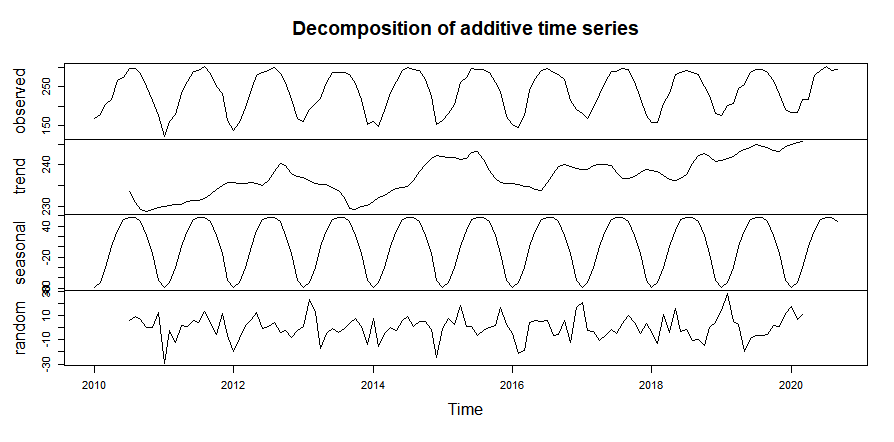 Decomposition of additive time series
observed
150 250
trend
230 240
seasonal
-20 40
random
-30 -10 10
2010 2012 2014 2016 2018 2020
Time